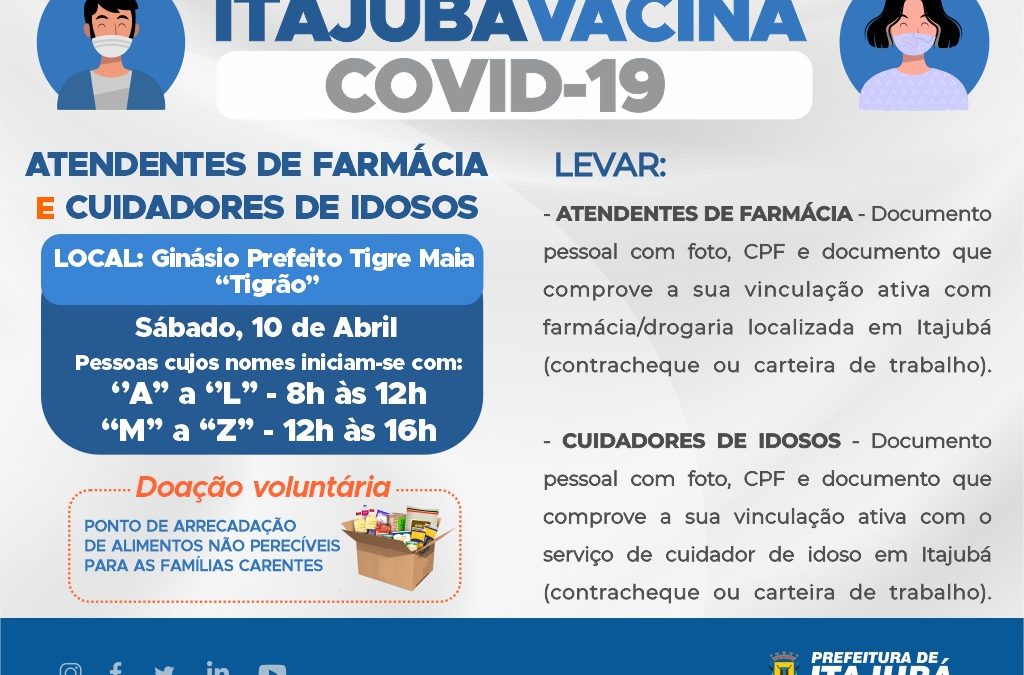 ITAJUBÁVACINA
COVID-19
ATENDENTES DE FARMÁCIA
E CUIDADORES DE IDOSOS
LOCAL: Ginásio Prefeito Tigre Maia
“Tigrão”
Sábado, 10 de Abril
Pessoas cujos nomes iniciam-se com:
‘’A” a ‘’L” - 8h às 12h
“M” a “Z” - 12h às 16h
Doação voluntária
PONTO DE ARRECADAÇÃO
DE ALIMENTOS NÃO PERECÍVEIS
PARA AS FAMÍLIAS CARENTES
LEVAR:
- ATENDENTES DE FARMÁCIA - Documento
pessoal com foto, CPF e documento que
comprove a sua vinculação ativa com
farmácia/drogaria localizada em Itajubá
(contracheque ou carteira de trabalho).
- CUIDADORES DE IDOSOS - Documento
pessoal com foto, CPF e documento que
comprove a sua vinculação ativa com o
serviço de cuidador de idoso em Itajubá
(contracheque ou carteira de trabalho).
PREFEITURA DE
ITAJUBÁ